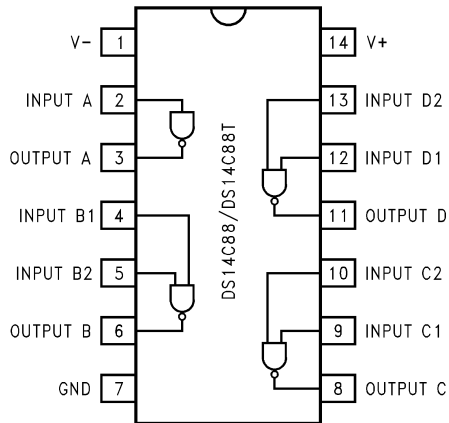 V- 1 14 V+
INPUT A 2 13 INPUT D2
OUTPUT A 3 12 INPUT D1
INPUT B1 4 11 OUTPUT D
INPUT B2 5 10 INPUT C2
OUTPUT B 6 9 INPUT C1
GND 7 8 OUTPUT C
DS14C88/DS14C88T